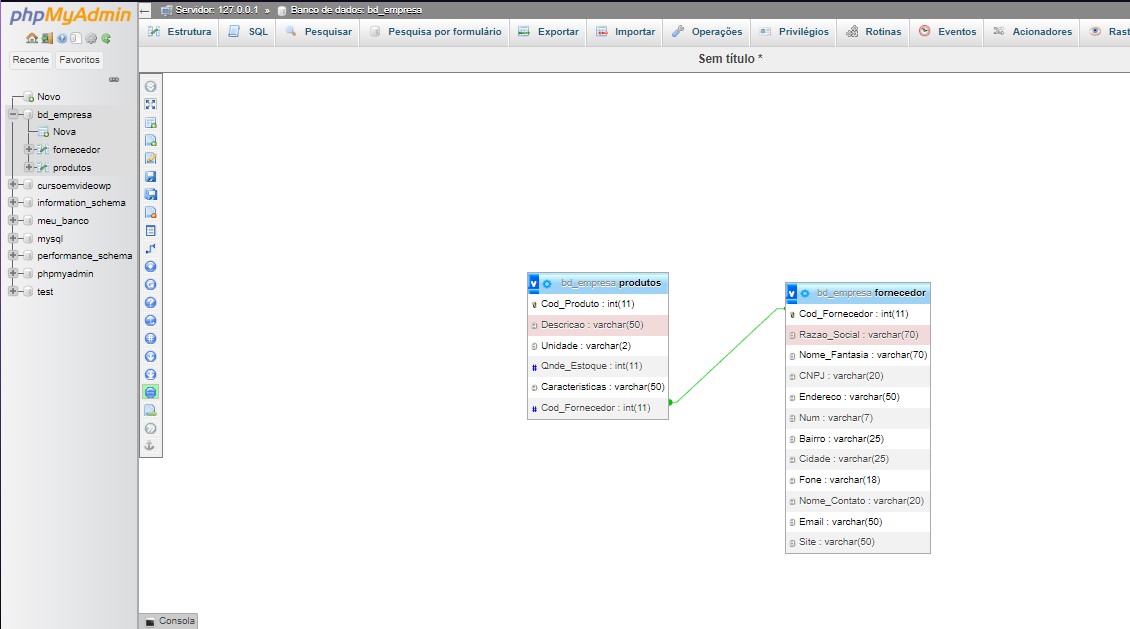 phpMyAdmin
Servidor: 127.0.0.1 » Banco de dados: bd_empresa
Estrutura SQL Pesquisar Pesquisa por formulário Exportar Importar Operações Privilégios Rotinas Eventos Acionadores Rast
Recente Favoritos
Sem título *
Novo
bd_empresa
Nova
fornecedor
produtos
cursoemvideowp
information_schema
meu_banco
mysql
performance_schema
phpmyadmin
test
v bd_empresa produtos
Cod_Produto : int(11)
Descricao : varchar(50)
Unidade : varchar(2)
# Qnde_Estoque : int(11)
Caracteristicas : varchar(50)
# Cod_Fornecedor : int(11)
v bd_empresa fornecedor
Cod_Fornecedor : int(11)
Razao_Social : varchar(70)
Nome_Fantasia : varchar(70)
CNPJ : varchar(20)
Endereco : varchar(50)
Num : varchar(7)
Bairro : varchar(25)
Cidade : varchar(25)
Fone : varchar(18)
Nome_Contato : varchar(20)
Email : varchar(50)
Site : varchar(50)
Consola